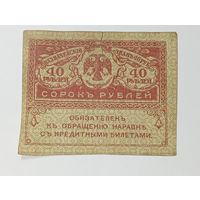 40 40
РУБЛЕЙ РУБЛЕЙ
СОРОКЪ РУБЛЕЙ
ОБЯЗАТЕЛЕНЪ
КЪ ОБРАЩЕНІЮ НАРАВНѢ
СЪ КРЕДИТНЫМИ БИЛЕТАМИ.